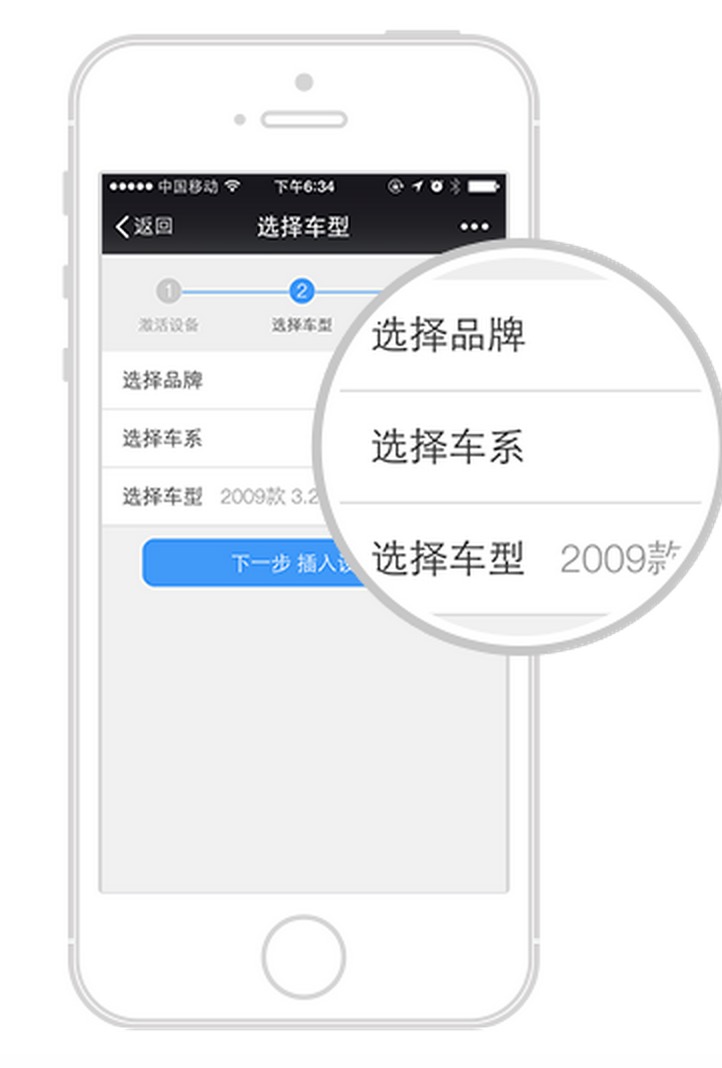 中国移动 下午6:34
返回 选择车型
1 2
激活设备 选择车型
选择品牌
选择车系
选择车型 2009款 3.2
下一步 插入设
选择品牌
选择车系
选择车型 2009款